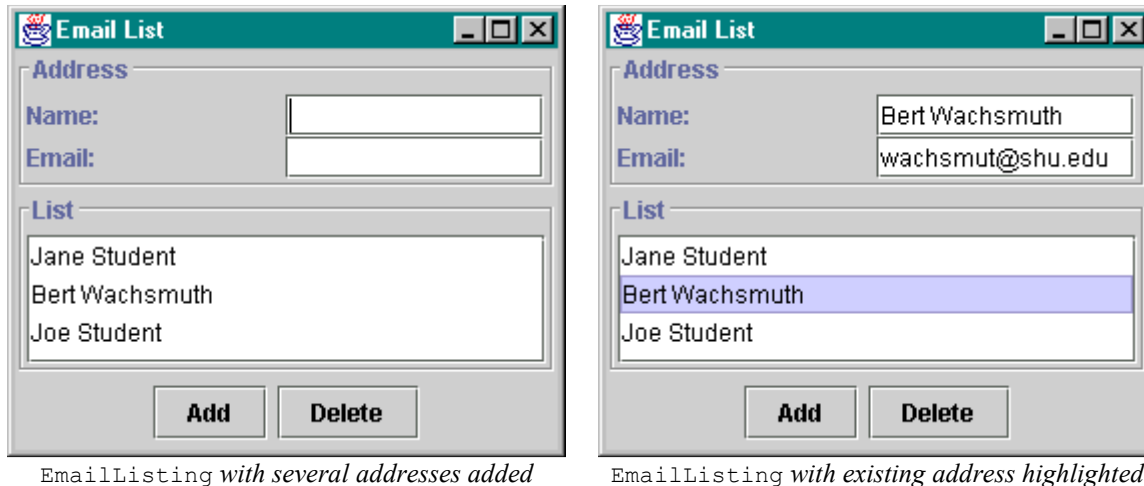 Email List
Address
Name:
Email:
List
Jane Student
Bert Wachsmuth
Joe Student
Add Delete
EmailListing with several addresses added
Email List
Address
Name: Bert Wachsmuth
Email: wachsmut@shu.edu
List
Jane Student
Bert Wachsmuth
Joe Student
Add Delete
EmailListing with existing address highlighted